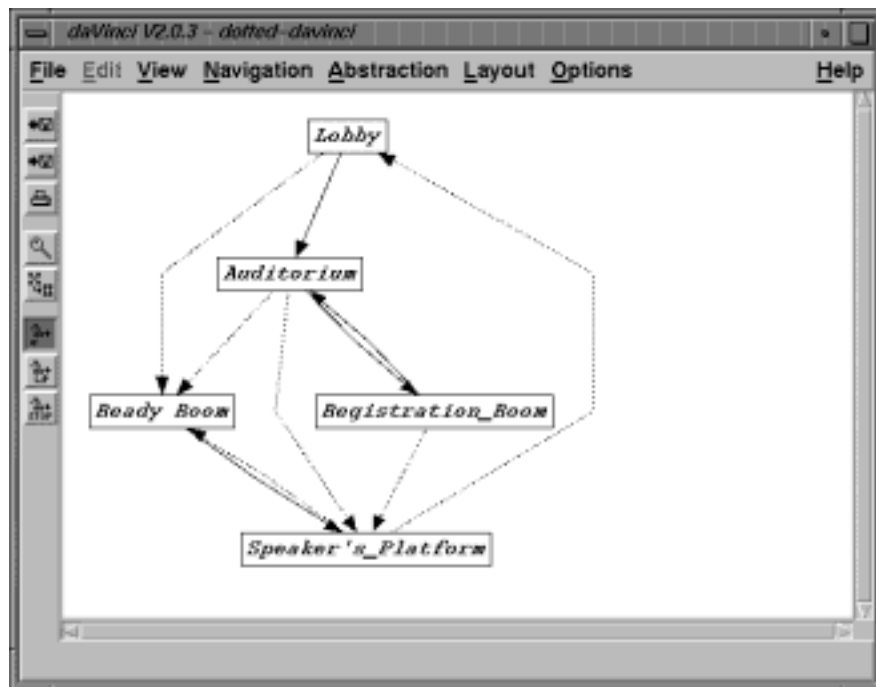 daVinci V2.0.3 - dotted-davinci
File Edit View Navigation Abstraction Layout Options Help
Lobby
Auditorium
Ready Room
Registration_Room
Speaker's_Platform